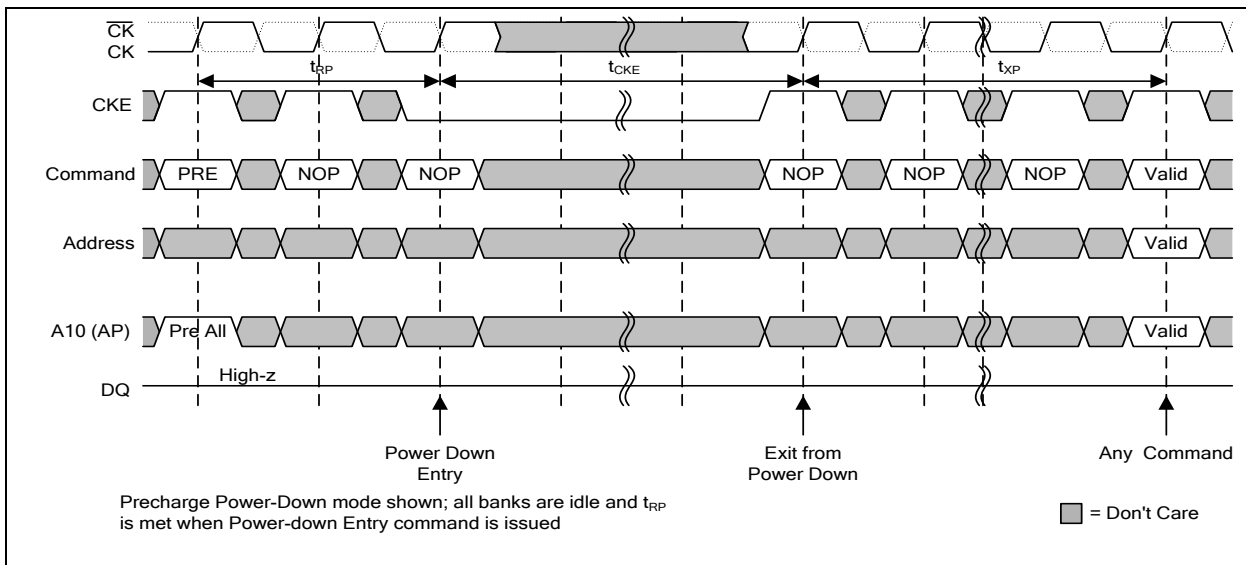 CK
CK
tRP
tCKE
tXP
CKE
Command
PRE
NOP
NOP
NOP
NOP
NOP
Valid
Address
Valid
A10 (AP)
Pre All
Valid
High-z
DQ
Power Down
Entry
Exit from
Power Down
Any Command
Precharge Power-Down mode shown; all banks are idle and tRP
is met when Power-down Entry command is issued
= Don't Care